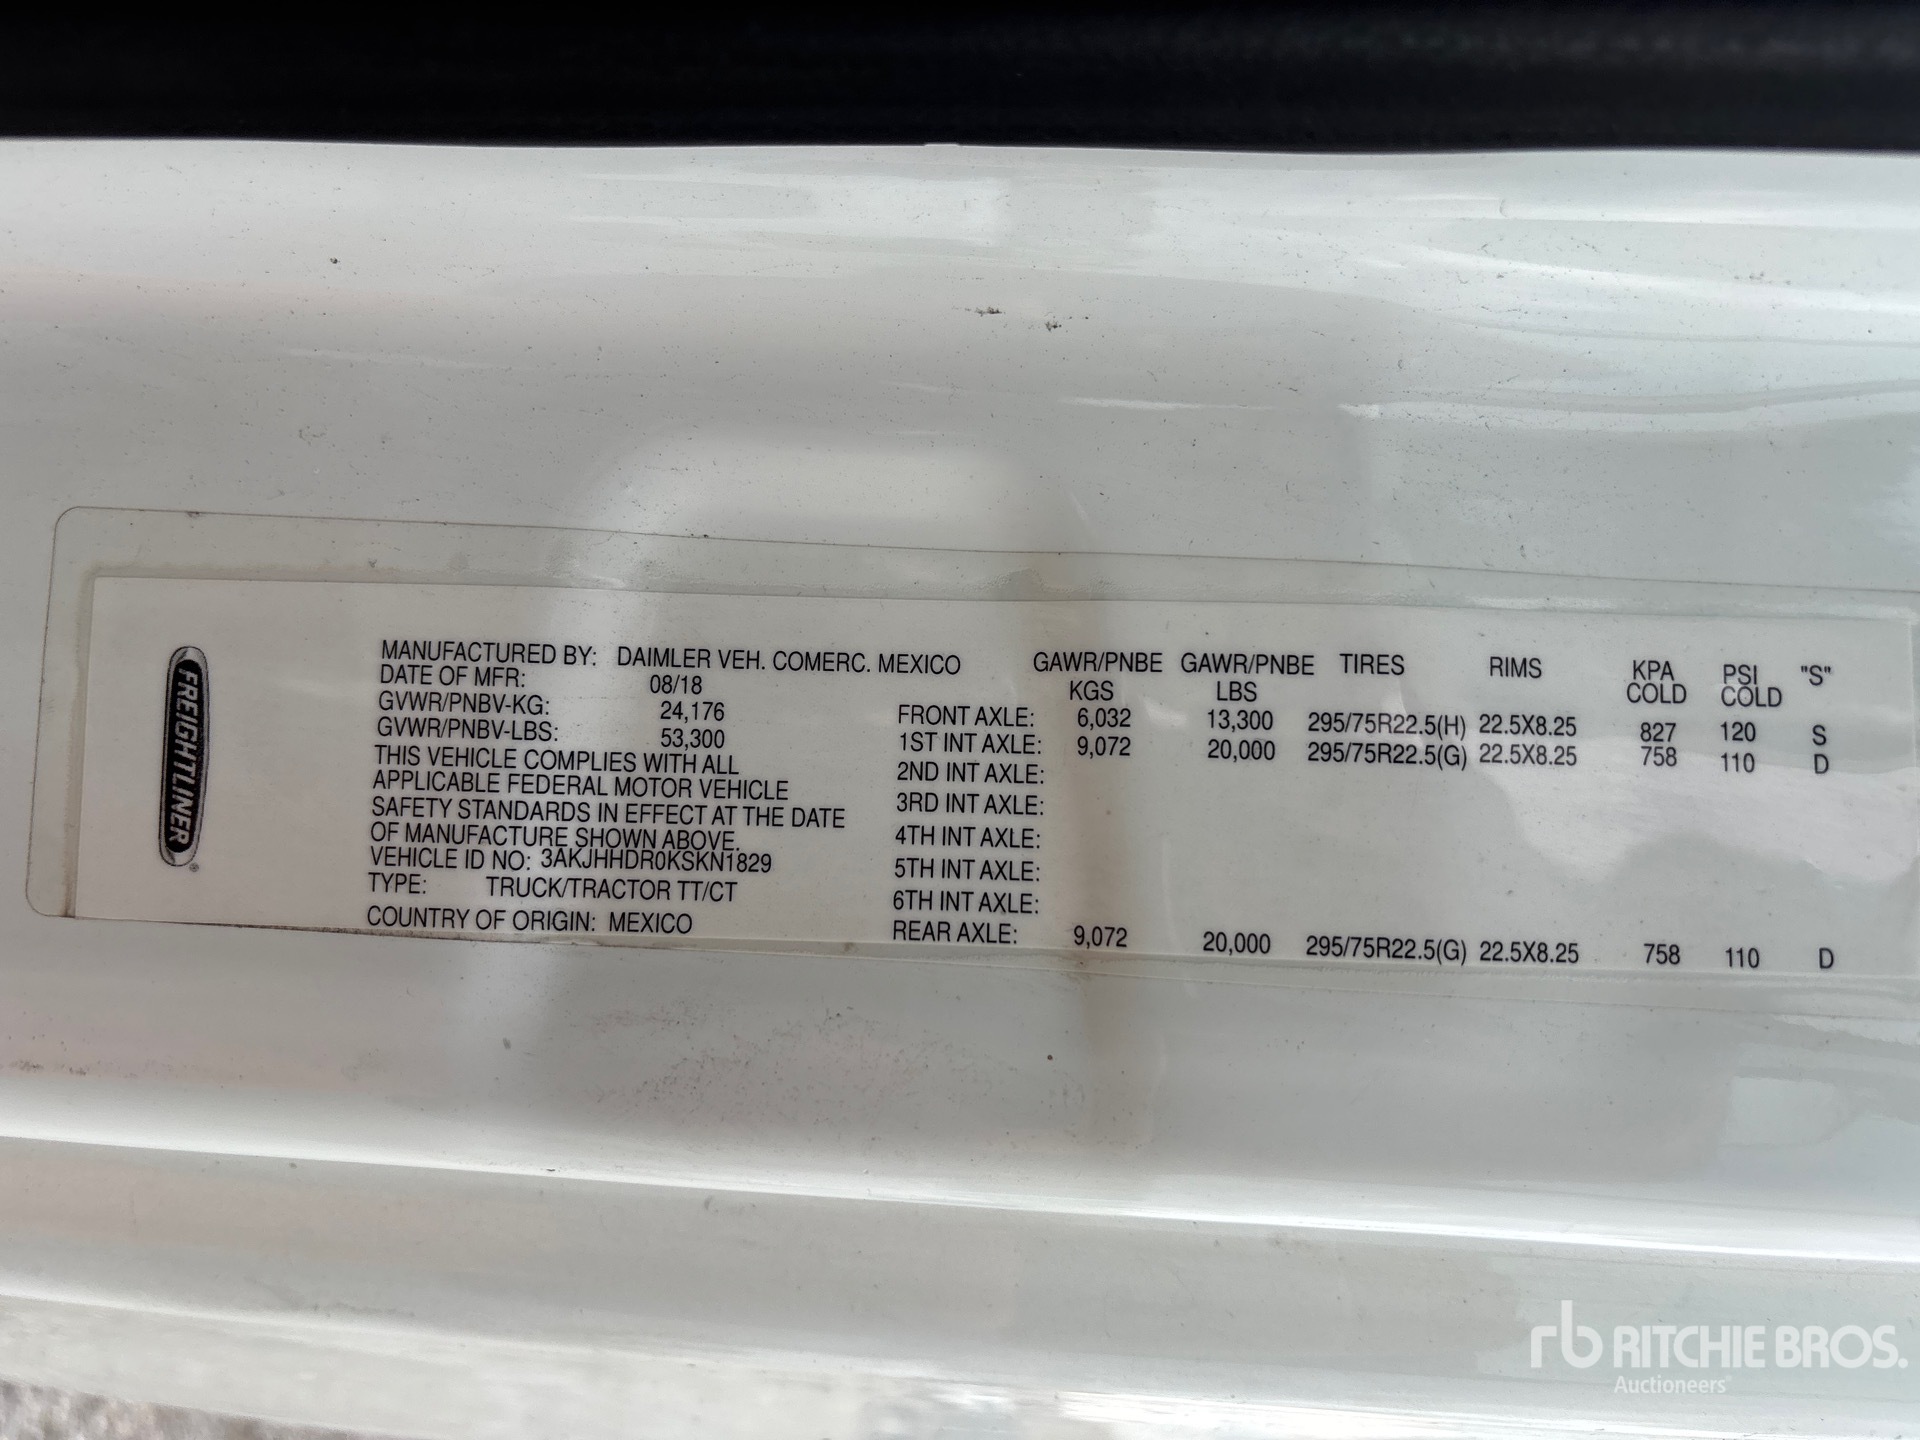 FREIGHTLINER
MANUFACTURED BY: DAIMLER VEH. COMERC. MEXICO
DATE OF MFR: 08/18
GVWR/PNBV-KG: 24,176
GVWR/PNBV-LBS: 53,300
THIS VEHICLE COMPLIES WITH ALL
APPLICABLE FEDERAL MOTOR VEHICLE
SAFETY STANDARDS IN EFFECT AT THE DATE
OF MANUFACTURE SHOWN ABOVE.
VEHICLE ID NO: 3AKJHHDR0KSKN1829
TYPE: TRUCK/TRACTOR TT/CT
COUNTRY OF ORIGIN: MEXICO
GAWR/PNBE GAWR/PNBE TIRES RIMS KPA PSI "S"
KGS LBS COLD COLD
FRONT AXLE: 6,032 13,300 295/75R22.5(H) 22.5X8.25 827 120 S
1ST INT AXLE: 9,072 20,000 295/75R22.5(G) 22.5X8.25 758 110 D
2ND INT AXLE:
3RD INT AXLE:
4TH INT AXLE:
5TH INT AXLE:
6TH INT AXLE:
REAR AXLE: 9,072 20,000 295/75R22.5(G) 22.5X8.25 758 110 D
rb RITCHIE BROS.
Auctioneers